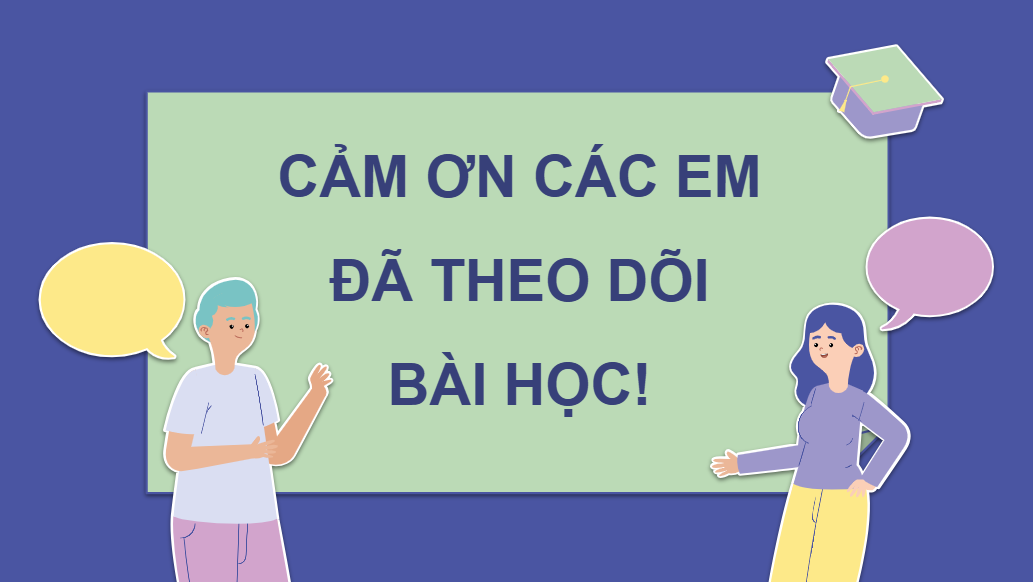 CẢM ƠN CÁC EM
ĐÃ THEO DÕI
BÀI HỌC!